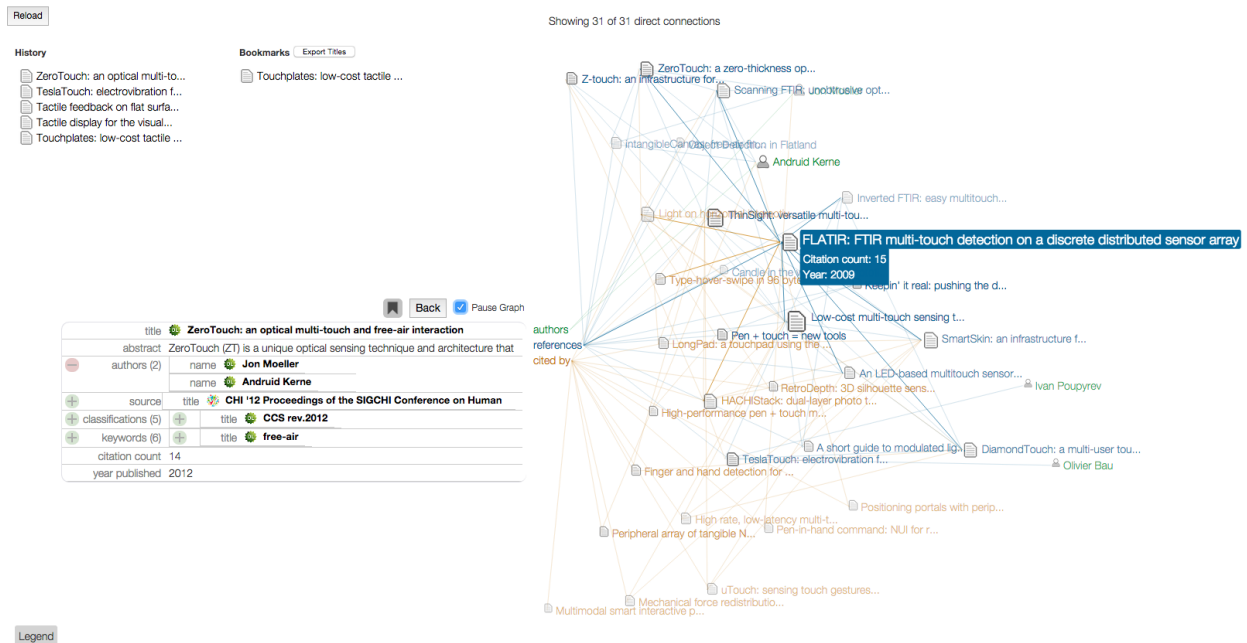 Reload
Showing 31 of 31 direct connections
History
Bookmarks Export Titles
ZeroTouch: an optical multi-to...
TeslaTouch: electrovibration f...
Tactile feedback on flat surfa...
Tactile display for the visual...
Touchplates: low-cost tactile ...
Touchplates: low-cost tactile ...
ZeroTouch: a zero-thickness op...
Z-touch: an infrastructure for...
Scanning FTIR: unobtrusive opt...
Detection in Flatland
Andruid Kerne
Inverted FTIR: easy multitouch...
Light on
ThinSight: versatile multi-tou...
FLATIR: FTIR multi-touch detection on a discrete distributed sensor array
Citation count: 15
Year: 2009
Candle in the
Type-hover-swipe in 96 byte
Keepin' it real: pushing the d...
Back Pause Graph
Low-cost multi-touch sensing t...
title ZeroTouch: an optical multi-touch and free-air interaction
abstract ZeroTouch (ZT) is a unique optical sensing technique and architecture that
authors (2) name Jon Moeller
name Andruid Kerne
source title CHI '12 Proceedings of the SIGCHI Conference on Human
classifications (5) title CCS rev.2012
keywords (6) title free-air
citation count 14
year published 2012
authors
references
cited by
Pen + touch = new tools
LongPad: a touchpad using the ...
SmartSkin: an infrastructure f...
An LED-based multitouch sensor...
RetroDepth: 3D silhouette sens...
Ivan Poupyrev
HACHIStack: dual-layer photo t...
High-performance pen + touch m...
A short guide to modulated lig...
DiamondTouch: a multi-user tou...
TeslaTouch: electrovibration f...
Olivier Bau
Finger and hand detection for ...
Positioning portals with perip...
High rate, low-latency multi-t...
Pen-in-hand command: NUI for r...
Peripheral array of tangible N...
uTouch: sensing touch gestures...
Mechanical force redistributio...
Multimodal smart interactive p...
Legend